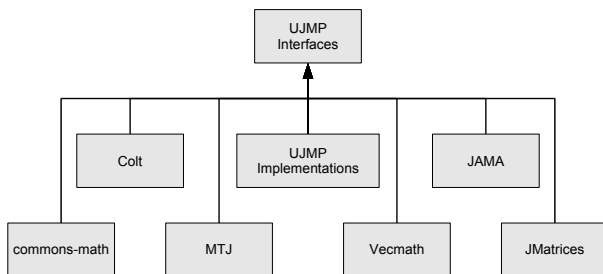 UJMP
Interfaces
Colt
UJMP
Implementations
JAMA
commons-math
MTJ
Vecmath
JMatrices